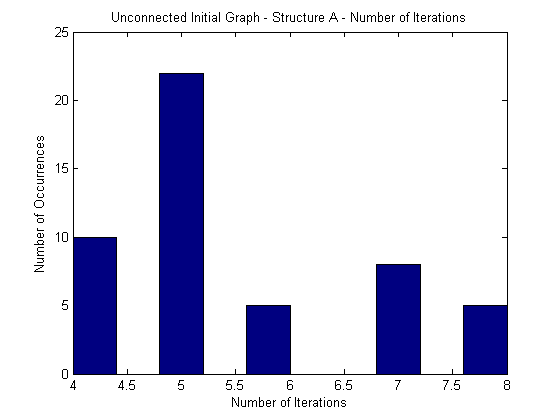 Unconnected Initial Graph - Structure A - Number of Iterations
25
20
15
10
5
0
Number of Occurrences
4 4.5 5 5.5 6 6.5 7 7.5 8
Number of Iterations